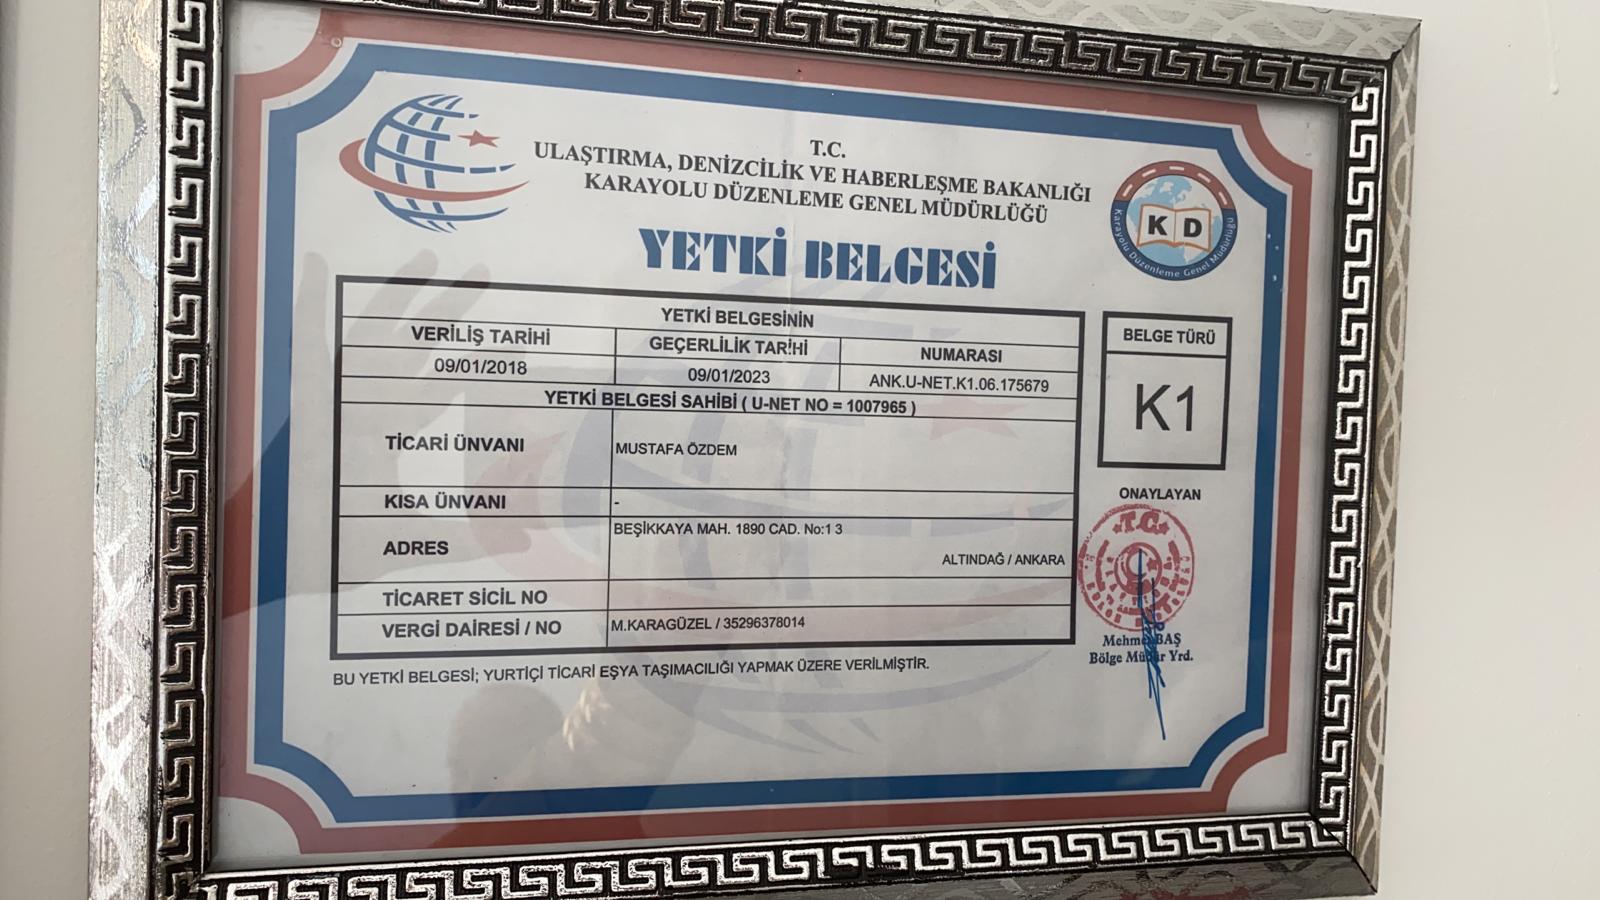 T.C.
ULAŞTIRMA, DENİZCİLİK VE HABERLEŞME BAKANLIĞI
KARAYOLU DÜZENLEME GENEL MÜDÜRLÜĞÜ
YETKİ BELGESİ
K D
Karayolu Düzenleme Genel Müdürlüğü
YETKİ BELGESİNİN
VERİLİŞ TARİHİ GEÇERLİLİK TARİHİ NUMARASI
09/01/2018 09/01/2023 ANK.U-NET.K1.06.175679
YETKİ BELGESİ SAHİBİ ( U-NET NO = 1007965 )
TİCARİ ÜNVANI MUSTAFA ÖZDEM
KISA ÜNVANI -
ADRES BEŞİKKAYA MAH. 1890 CAD. No:1 3
ALTINDAĞ / ANKARA
TİCARET SİCİL NO
VERGİ DAİRESİ / NO M.KARAGÜZEL / 35296378014
BU YETKİ BELGESİ; YURTİÇİ TİCARİ EŞYA TAŞIMACILIĞI YAPMAK ÜZERE VERİLMİŞTİR.
BELGE TÜRÜ
K1
ONAYLAYAN
T.C.
BAŞ
Bölge Yrd.